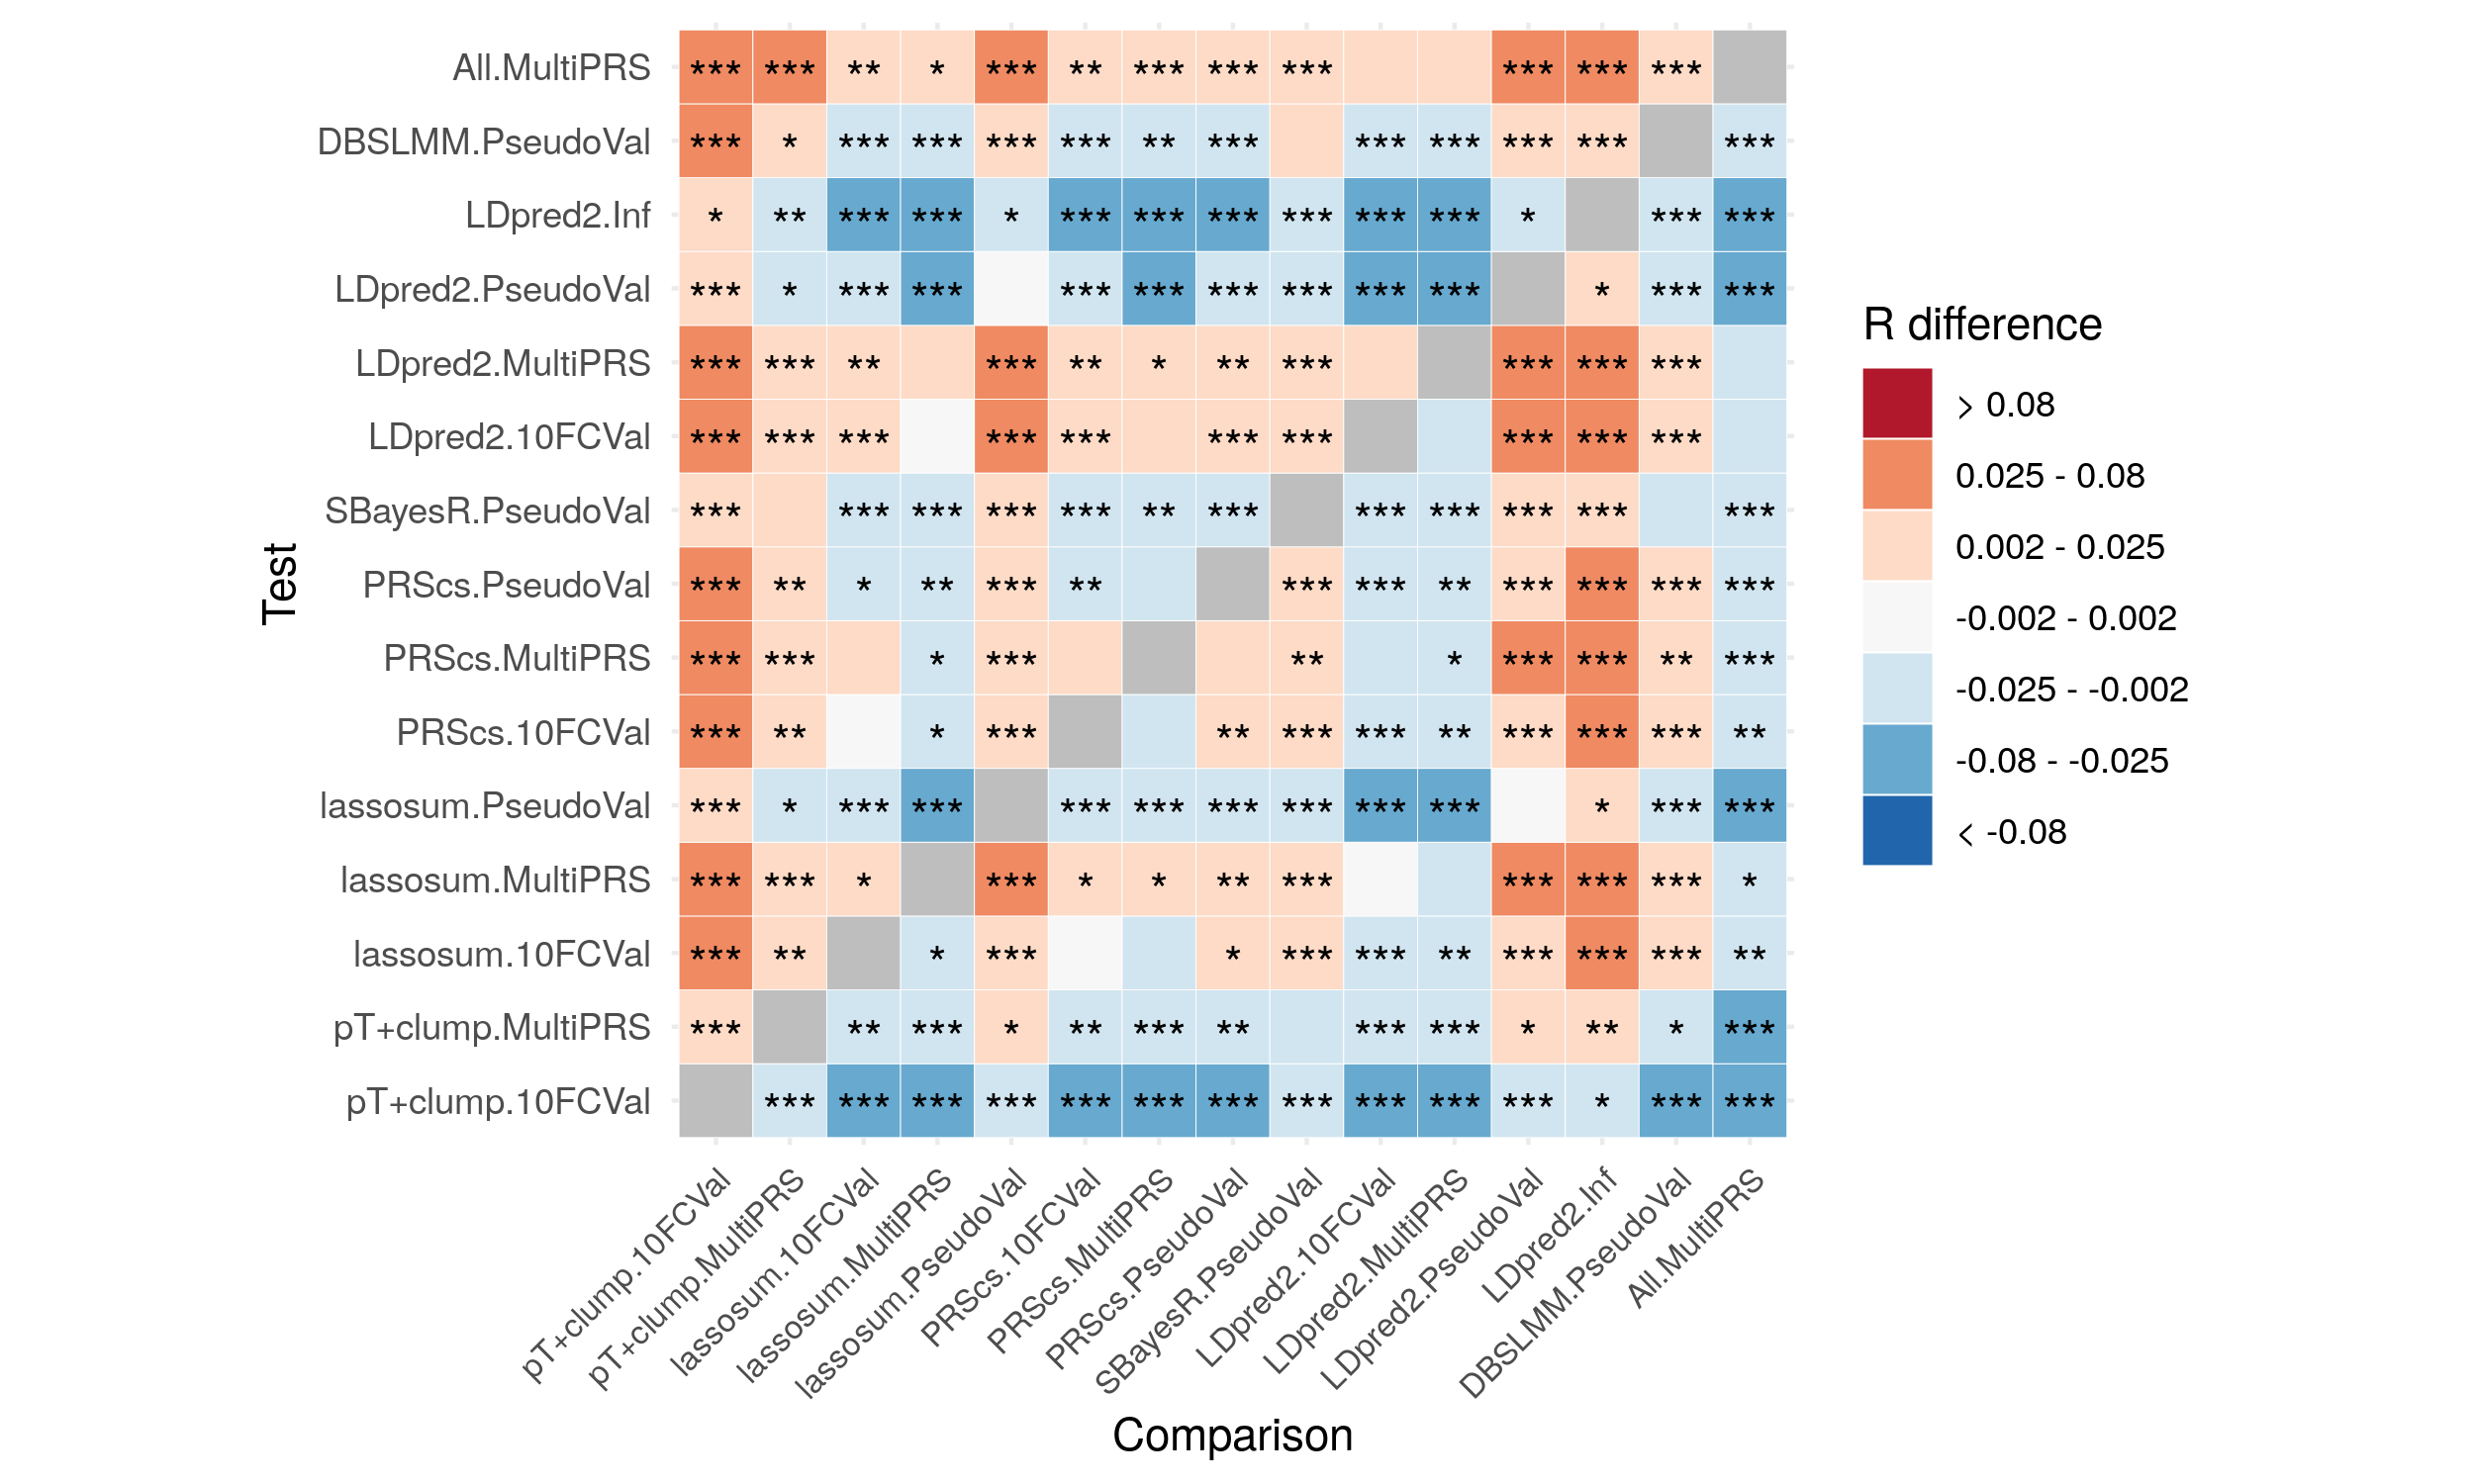 All.MultiPRS *** *** ** * *** ** *** *** *** *** *** ***
DBSLMM.PseudoVal *** * *** *** *** *** ** *** *** *** *** *** ***
LDpred2.Inf * ** *** *** * *** *** *** *** *** *** * *** ***
LDpred2.PseudoVal *** * *** *** *** *** *** *** *** *** * *** ***
LDpred2.MultiPRS *** *** ** *** ** * ** *** *** *** ***
LDpred2.10FCVal *** *** *** *** *** *** *** *** *** ***
SBayesR.PseudoVal *** *** *** *** *** ** *** *** *** *** *** ***
PRScs.PseudoVal *** ** * ** *** ** *** *** ** *** *** *** ***
PRScs.MultiPRS *** *** * *** ** * *** *** ** ***
PRScs.10FCVal *** ** * *** ** *** *** ** *** *** *** **
lassosum.PseudoVal *** * *** *** *** *** *** *** *** *** * *** ***
lassosum.MultiPRS *** *** * *** * * ** *** *** *** *** *
lassosum.10FCVal *** ** * *** * *** *** ** *** *** *** **
pT+clump.MultiPRS *** ** *** * ** *** ** *** *** * ** * ***
pT+clump.10FCVal *** *** *** *** *** *** *** *** *** *** *** * *** ***
Test
pT+clump.10FCVal
pT+clump.MultiPRS
lassosum.10FCVal
lassosum.MultiPRS
lassosum.PseudoVal
PRScs.10FCVal
PRScs.MultiPRS
PRScs.PseudoVal
SBayesR.PseudoVal
LDpred2.10FCVal
LDpred2.MultiPRS
LDpred2.PseudoVal
LDpred2.Inf
DBSLMM.PseudoVal
All.MultiPRS
Comparison
R difference
> 0.08
0.025 - 0.08
0.002 - 0.025
-0.002 - 0.002
-0.025 - -0.002
-0.08 - -0.025
< -0.08